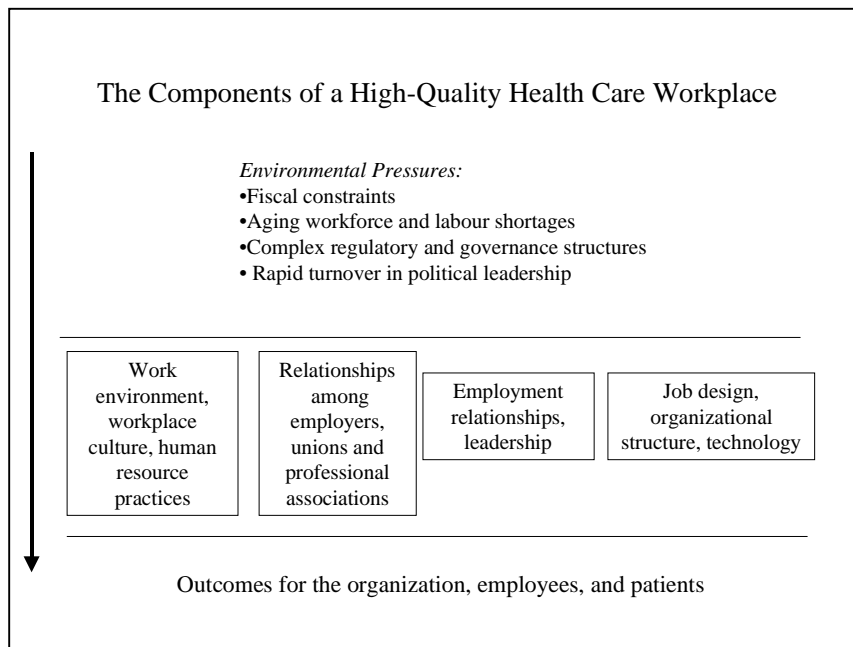 The Components of a High-Quality Health Care Workplace
Environmental Pressures:
•Fiscal constraints
•Aging workforce and labour shortages
•Complex regulatory and governance structures
• Rapid turnover in political leadership
Work
environment,
workplace
culture, human
resource
practices
Relationships
among
employers,
unions and
professional
associations
Employment
relationships,
leadership
Job design,
organizational
structure, technology
Outcomes for the organization, employees, and patients